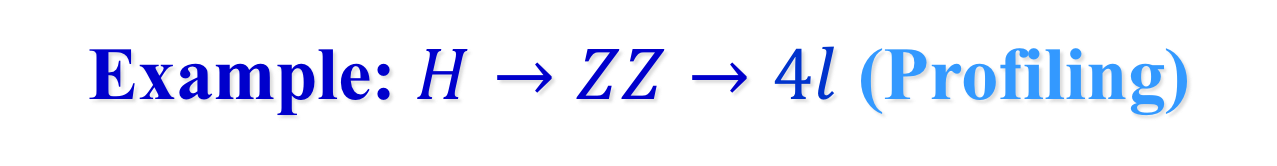 Example: 𝐻 → 𝑍𝑍 → 4𝑙 (Profiling)